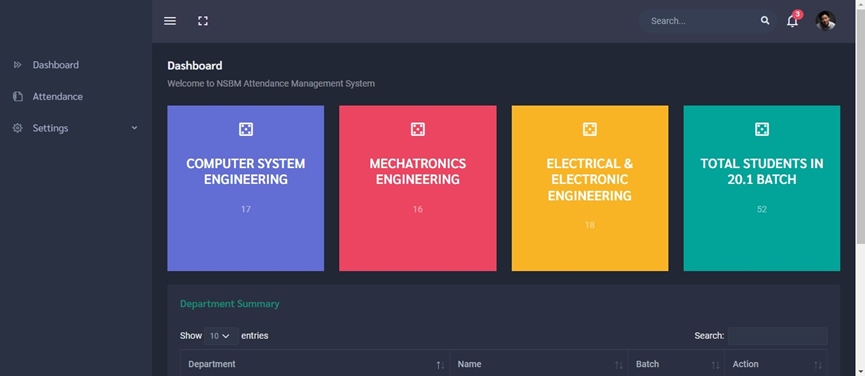 Search...
3
Dashboard
Attendance
Settings
Dashboard
Welcome to NSBM Attendance Management System
COMPUTER SYSTEM
ENGINEERING
17
MECHATRONICS
ENGINEERING
16
ELECTRICAL &
ELECTRONIC
ENGINEERING
18
TOTAL STUDENTS IN
20.1 BATCH
52
Department Summary
Show 10 entries
Search:
Department Name Batch Action